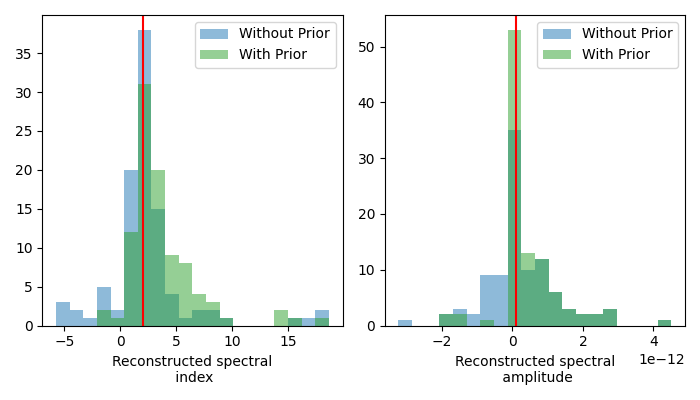 Without Prior
With Prior
35
30
25
20
15
10
5
0
−5
0
5
10
15
Reconstructed spectral
index
Without Prior
With Prior
50
40
30
20
10
0
−2
0
2
4
1e−12
Reconstructed spectral
amplitude